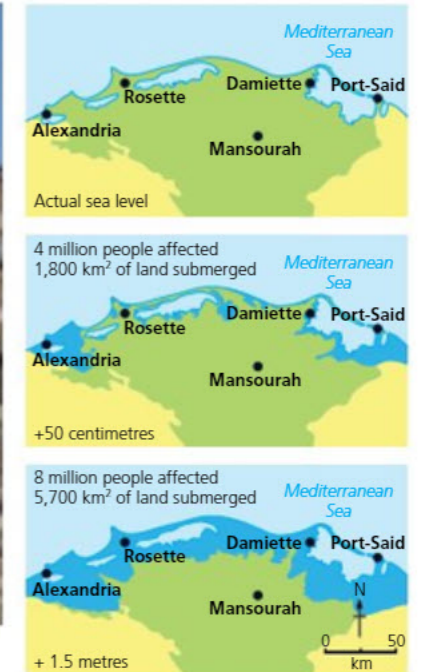 Mediterranean
Sea
Damiette
Port-Said
Rosette
Alexandria
Mansourah
Actual sea level
4 million people affected
1,800 km² of land submerged
Mediterranean
Sea
Damiette
Port-Said
Rosette
Alexandria
Mansourah
+50 centimetres
8 million people affected
5,700 km² of land submerged
Mediterranean
Sea
Damiette
Port-Said
Rosette
Alexandria
N
Mansourah
0 50
km
+ 1.5 metres